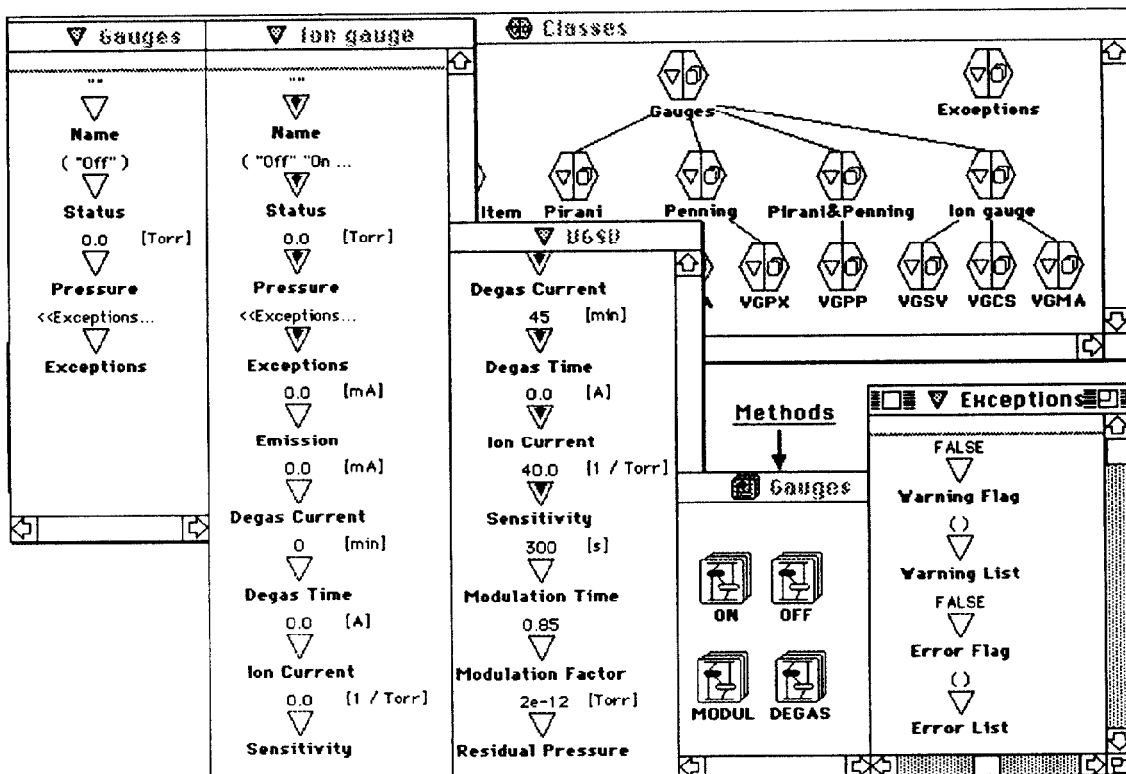 Gauges
""
Name
( "Off" )
Status
0.0 [Torr]
Pressure
<<Exceptions...
Exceptions
Ion gauge
""
Name
( "Off" "On ...
Status
0.0 [Torr]
Pressure
<<Exceptions...
Exceptions
0.0 [mA]
Emission
0.0 [mA]
Degas Current
0 [min]
Degas Time
0.0 [A]
Ion Current
0.0 [1 / Torr]
Sensitivity
Classes
Gauges
Exceptions
Item Pirani Penning Pirani&Penning Ion gauge
A VGPX VGPP VGSV VGCS VGMA
VGSV
Degas Current
45 [min]
Degas Time
0.0 [A]
Ion Current
40.0 [1 / Torr]
Sensitivity
300 [s]
Modulation Time
0.85
Modulation Factor
2e-12 [Torr]
Residual Pressure
Methods
Gauges
ON OFF
MODUL DEGAS
Exceptions
FALSE
Warning Flag
()
Warning List
FALSE
Error Flag
()
Error List